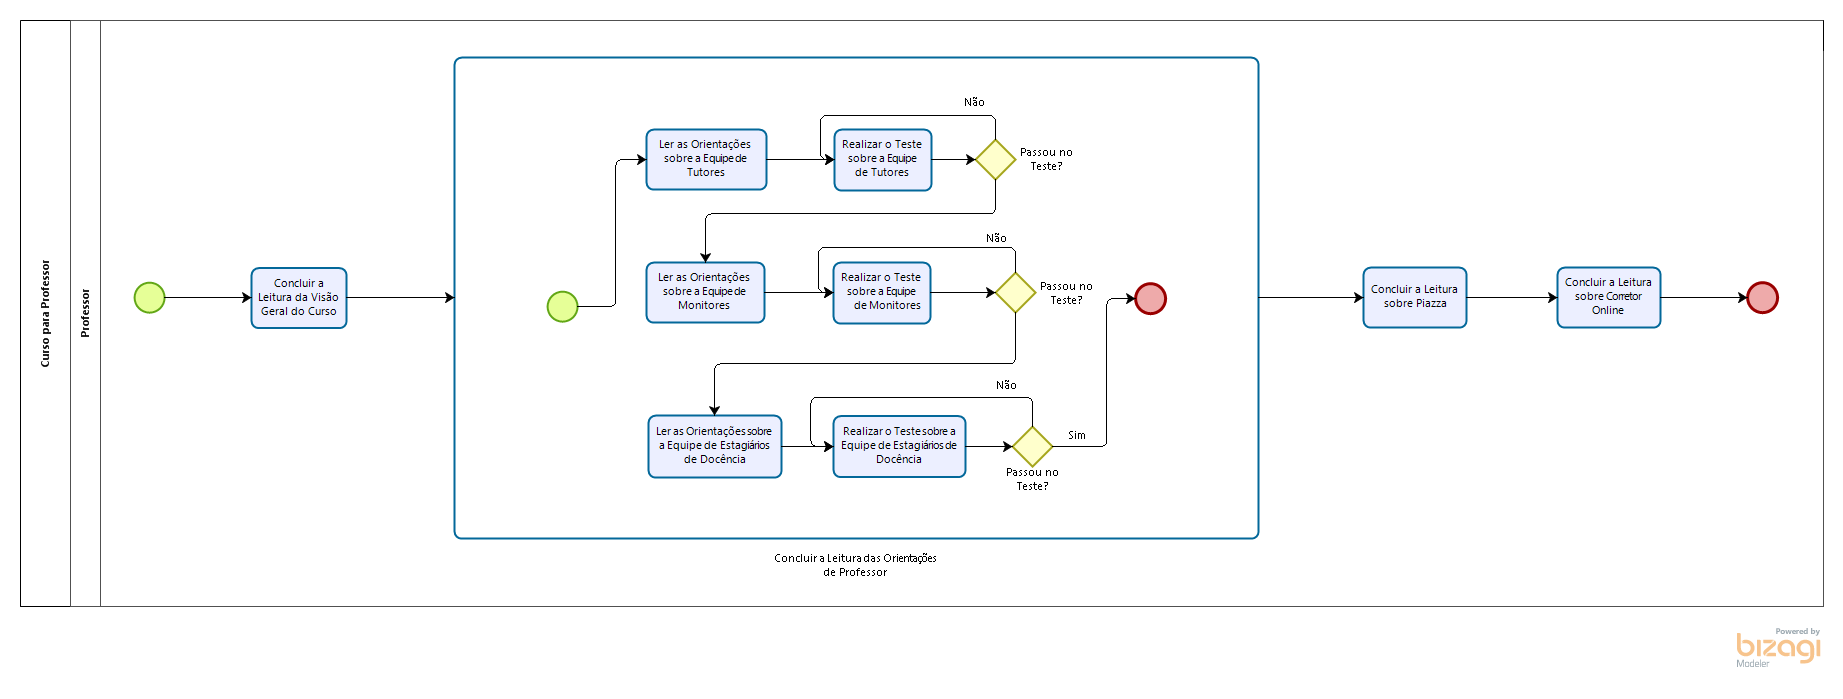 Curso para Professor
Professor
Concluir a
Leitura da Visão
Geral do Curso
Ler as Orientações
sobre a Equipe de
Tutores
Realizar o Teste
sobre a Equipe
de Tutores
Não
Passou no
Teste?
Ler as Orientações
sobre a Equipe de
Monitores
Realizar o Teste
sobre a Equipe
de Monitores
Não
Passou no
Teste?
Ler as Orientações sobre
a Equipe de Estagiários
de Docência
Realizar o Teste sobre a
Equipe de Estagiários de
Docência
Não
Sim
Passou no
Teste?
Concluir a Leitura das Orientações
de Professor
Concluir a Leitura
sobre Piazza
Concluir a Leitura
sobre Corretor
Online
Powered by
bizagi
Modeler